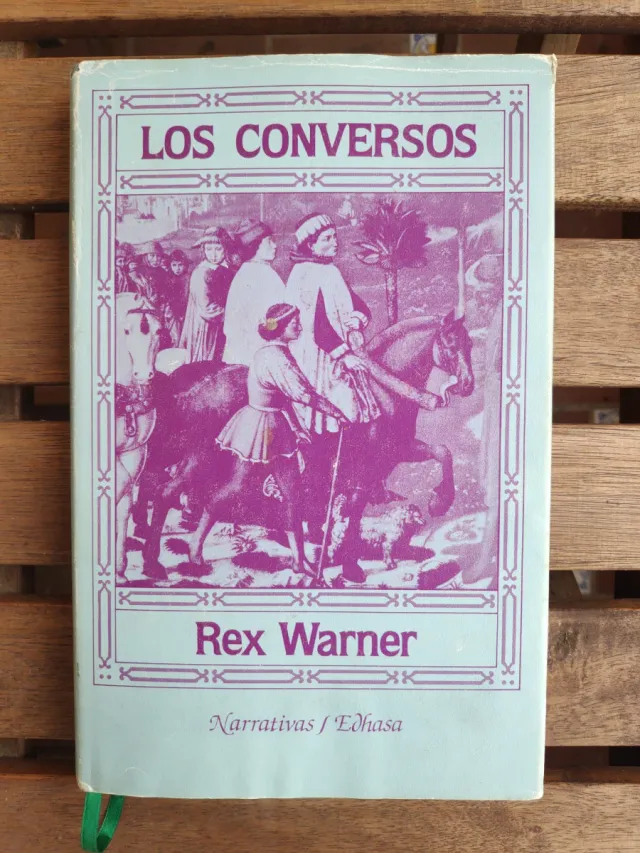 LOS CONVERSOS
Rex Warner
Narrativas / Edhasa